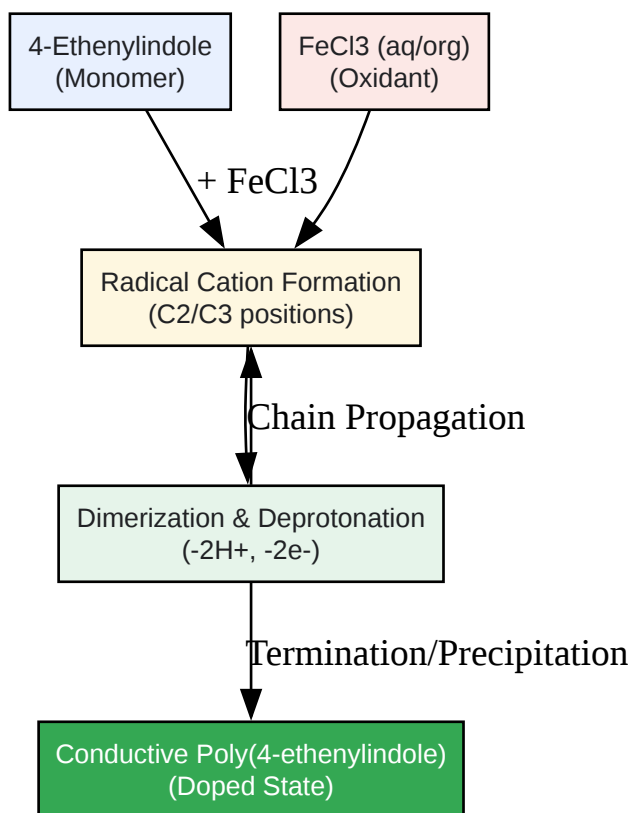 4-Ethenylindole
(Monomer)
FeCl3 (aq/org)
(Oxidant)
+ FeCl3
Radical Cation Formation
(C2/C3 positions)
Chain Propagation
Dimerization & Deprotonation
(-2H+, -2e-)
Termination/Precipitation
Conductive Poly(4-ethenylindole)
(Doped State)